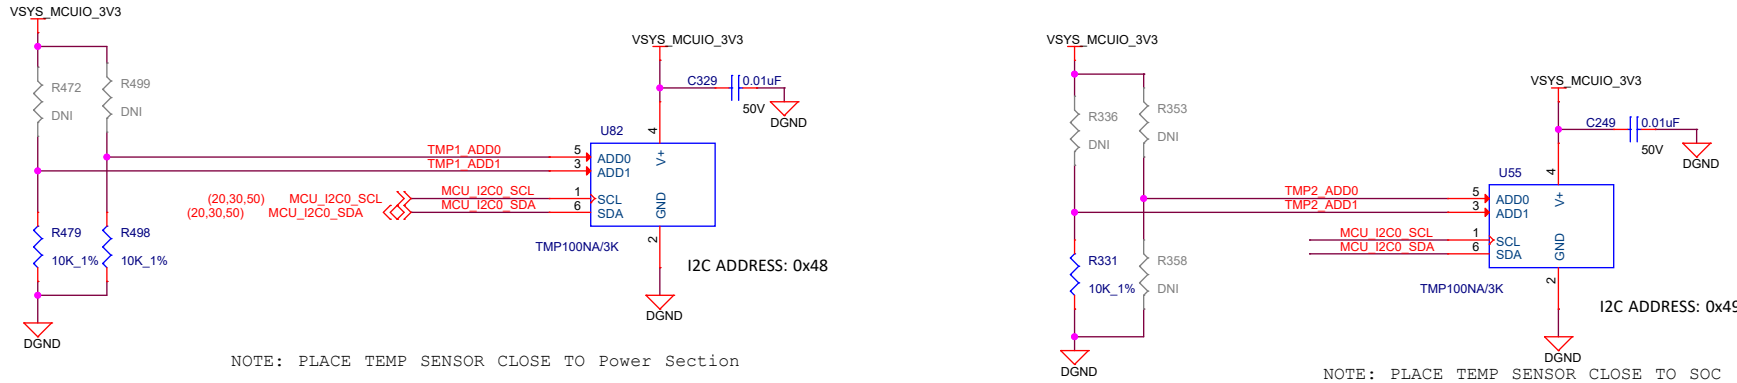 VSYS_MCUIO_3V3
R472
DNI
R499
DNI
TMP1_ADD0
TMP1_ADD1
(20,30,50) MCU_I2C0_SCL
(20,30,50) MCU_I2C0_SDA
MCU_I2C0_SCL
MCU_I2C0_SDA
R479
10K_1%
R498
10K_1%
DGND
VSYS_MCUIO_3V3
C329
0.01uF
50V
DGND
U82
4
5
3
1
6
2
ADD0
ADD1
SCL
SDA
V+
GND
TMP100NA/3K
I2C ADDRESS: 0x48
DGND
NOTE: PLACE TEMP SENSOR CLOSE TO Power Section
VSYS_MCUIO_3V3
R336
DNI
R353
DNI
TMP2_ADD0
TMP2_ADD1
MCU_I2C0_SCL
MCU_I2C0_SDA
R331
10K_1%
R358
DNI
DGND
VSYS_MCUIO_3V3
C249
0.01uF
50V
DGND
U55
4
5
3
1
6
2
ADD0
ADD1
SCL
SDA
V+
GND
TMP100NA/3K
I2C ADDRESS: 0x49
DGND
NOTE: PLACE TEMP SENSOR CLOSE TO SOC